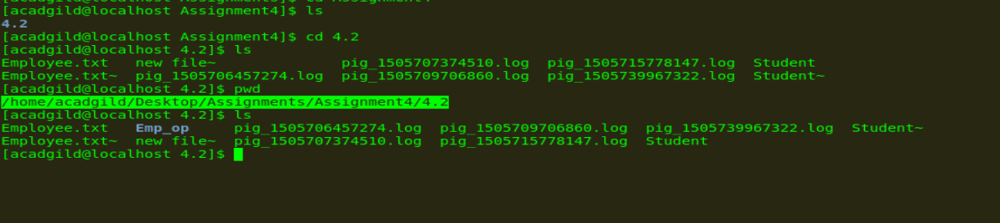 [acadgild@localhost Assignment4]$ ls
4.2
[acadgild@localhost Assignment4]$ cd 4.2
[acadgild@localhost 4.2]$ ls
Employee.txt   new file~              pig_1505707374510.log  pig_1505715778147.log  Student
Employee.txt~  pig_1505706457274.log  pig_1505709706860.log  pig_1505739967322.log  Student~
[acadgild@localhost 4.2]$ pwd
/home/acadgild/Desktop/Assignments/Assignment4/4.2
[acadgild@localhost 4.2]$ ls
Employee.txt   Emp_op     pig_1505706457274.log  pig_1505709706860.log  pig_1505739967322.log  Student~
Employee.txt~  new file~  pig_1505707374510.log  pig_1505715778147.log  Student
[acadgild@localhost 4.2]$